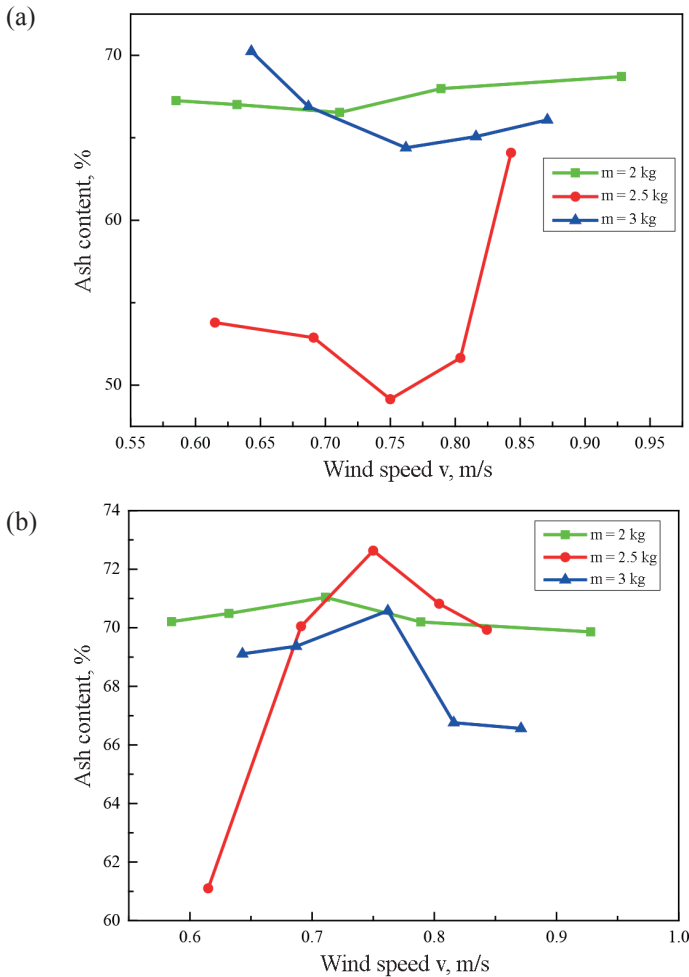 (a)
70
60
50
Ash content, %
m = 2 kg
m = 2.5 kg
m = 3 kg
0.55 0.60 0.65 0.70 0.75 0.80 0.85 0.90 0.95
Wind speed v, m/s
(b)
74
72
70
68
66
64
62
60
Ash content, %
m = 2 kg
m = 2.5 kg
m = 3 kg
0.6 0.7 0.8 0.9 1.0
Wind speed v, m/s